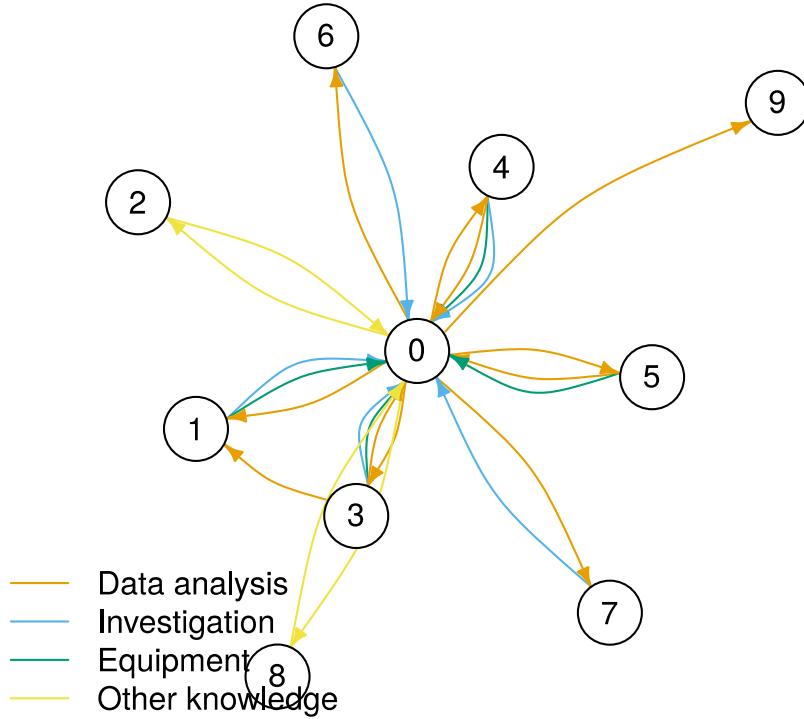 6
9
4
2
0
5
1
3
Data analysis
7
Investigation
Equipment
8
Other knowledge